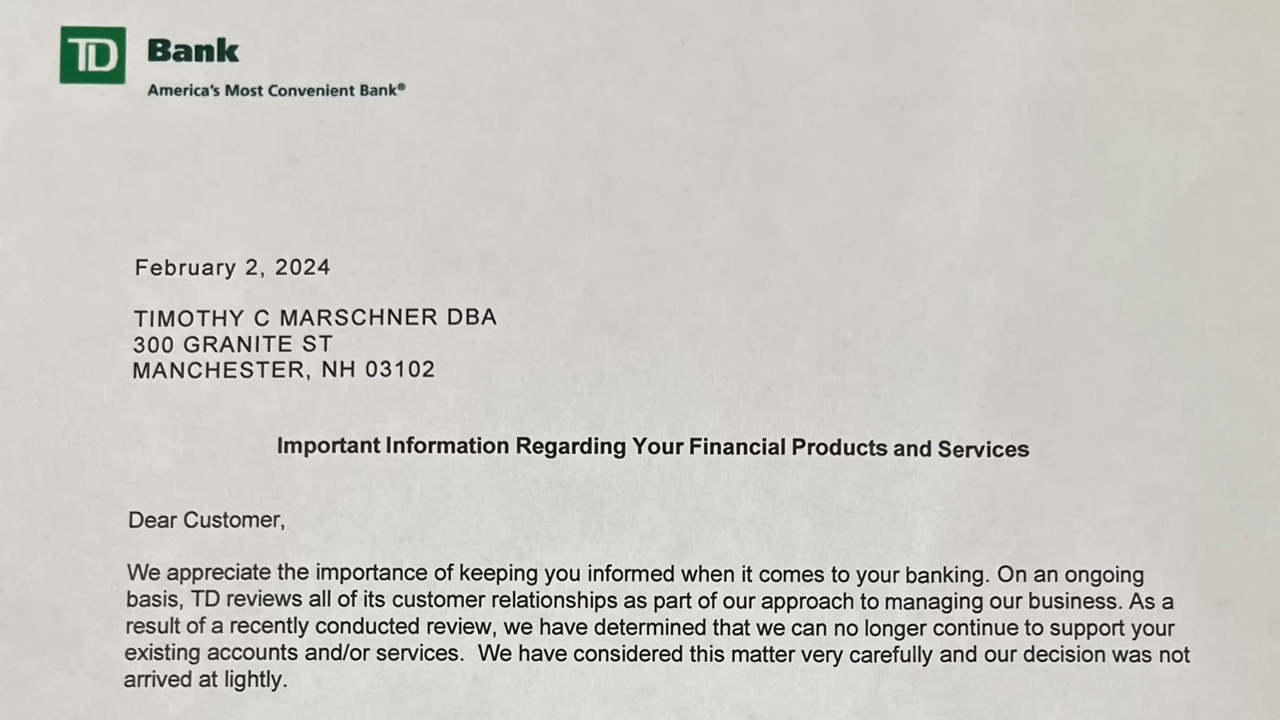 TD Bank
America's Most Convenient Bank®
February 2, 2024
TIMOTHY C MARSCHNER DBA
300 GRANITE ST
MANCHESTER, NH 03102
Important Information Regarding Your Financial Products and Services
Dear Customer,
We appreciate the importance of keeping you informed when it comes to your banking. On an ongoing
basis, TD reviews all of its customer relationships as part of our approach to managing our business. As a
result of a recently conducted review, we have determined that we can no longer continue to support your
existing accounts and/or services.  We have considered this matter very carefully and our decision was not
arrived at lightly.